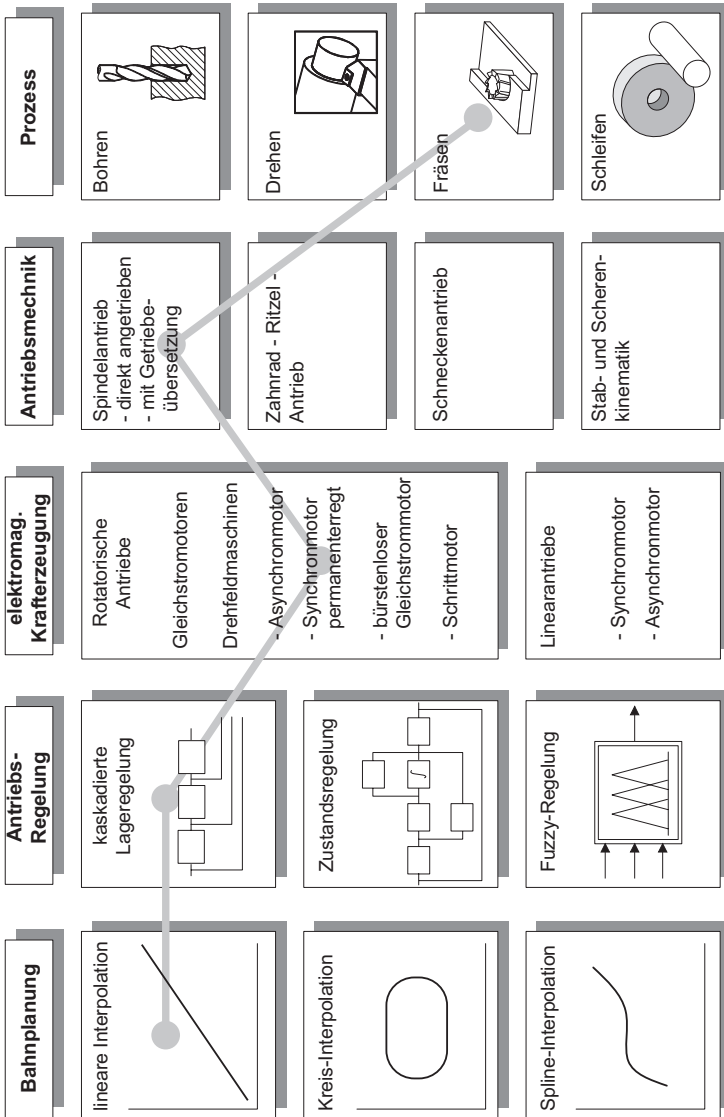 Bahnplanung
lineare Interpolation
Kreis-Interpolation
Spline-Interpolation
Antriebs-
Regelung
kaskadierte
Lageregelung
Zustandsregelung
Fuzzy-Regelung
elektromag.
Krafterzeugung
Rotatorische
Antriebe
Gleichstromotoren
Drehfeldmaschinen
- Asynchronmotor
- Synchronmotor
permanenterregt
- bürstenloser
Gleichstrommotor
- Schrittmotor
Linearantriebe
- Synchronmotor
- Asynchronmotor
Antriebsmechnik
Spindelantrieb
- direkt angetrieben
- mit Getriebe-
übersetzung
Zahnrad - Ritzel -
Antrieb
Schneckenantrieb
Stab- und Scheren-
kinematik
Prozess
Bohren
Drehen
Fräsen
Schleifen